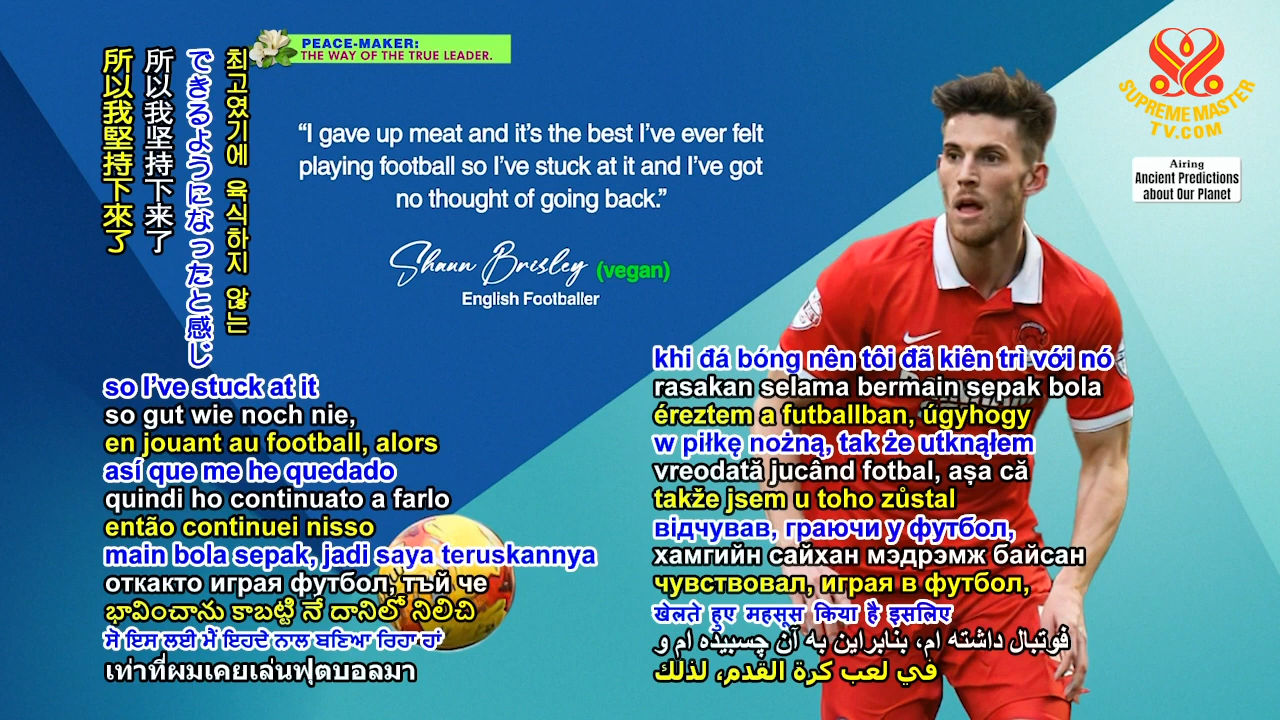 PEACE-MAKER:
THE WAY OF THE TRUE LEADER.
SUPREME MASTER
TV.COM
Airing
Ancient Predictions
about Our Planet
“I gave up meat and it’s the best I’ve ever felt
playing football so I’ve stuck at it and I’ve got
no thought of going back.”
Shaun Brisley (vegan)
English Footballer
최고였기에 육식하지 않는
できるようになったと感じ
所以我坚持下来了
所以我堅持下來了
so I’ve stuck at it
so gut wie noch nie,
en jouant au football, alors
así que me he quedado
quindi ho continuato a farlo
então continuei nisso
main bola sepak, jadi saya teruskannya
откакто играя футбол, тъй че
భావించాను కాబట్టి నే దానిలో నిలిచి
ਸੋ ਇਸ ਲਈ ਮੈਂ ਇਹਦੇ ਨਾਲ ਬਣਿਆ ਰਿਹਾ ਹਾਂ
เท่าที่ผมเคยเล่นฟุตบอลมา
khi đá bóng nên tôi đã kiên trì với nó
rasakan selama bermain sepak bola
éreztem a futballban, úgyhogy
w piłkę nożną, tak że utknąłem
vreodată jucând fotbal, așa că
takže jsem u toho zůstal
відчував, граючи у футбол,
хамгийн сайхан мэдрэмж байсан
чувствовал, играя в футбол,
खेलते हुए महसूस किया है इसलिए
فوتبال داشته ام، بنابراین به آن چسبیده ام و
في لعب كرة القدم، لذلك